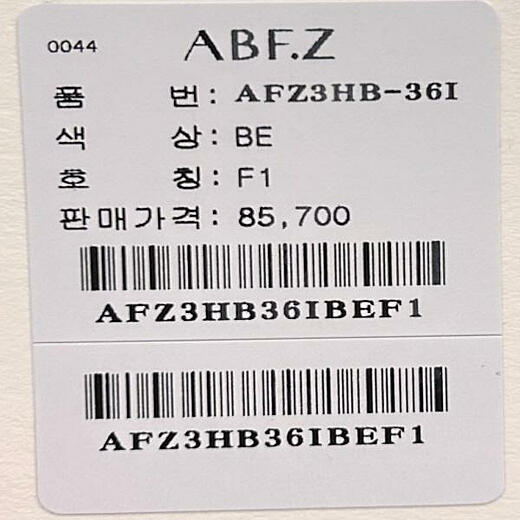 0044 ABF.Z
품 번: AFZ3HB-36I
색 상: BE
호 칭: F1
판매가격: 85,700
AFZ3HB36IBEF1
AFZ3HB36IBEF1